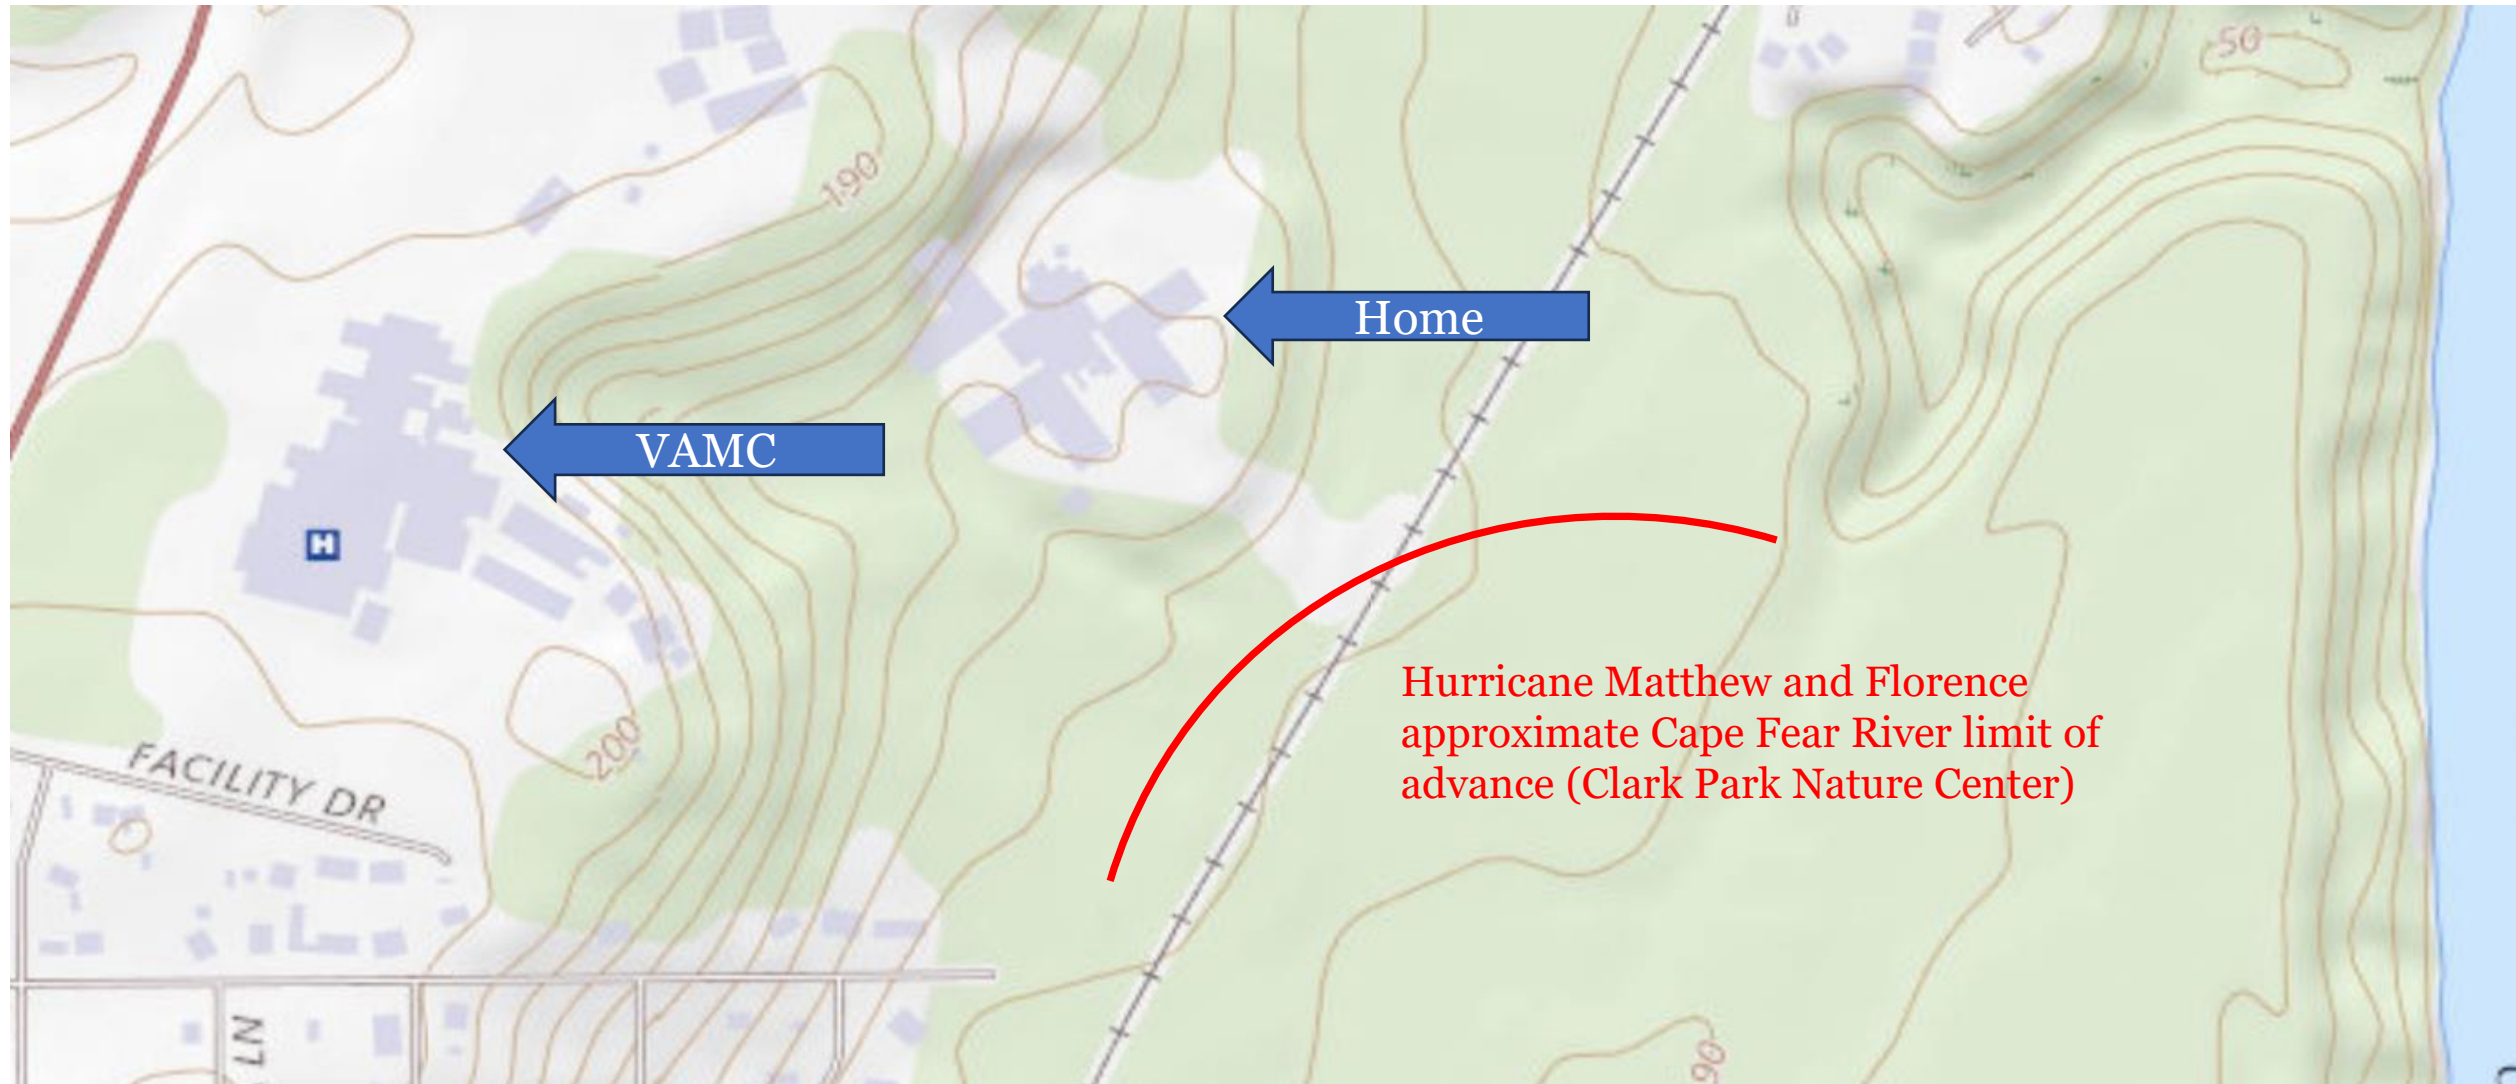 50
190
Home
VAMC
H
Hurricane Matthew and Florence
approximate Cape Fear River limit of
advance (Clark Park Nature Center)
200
FACILITY DR
LN
90